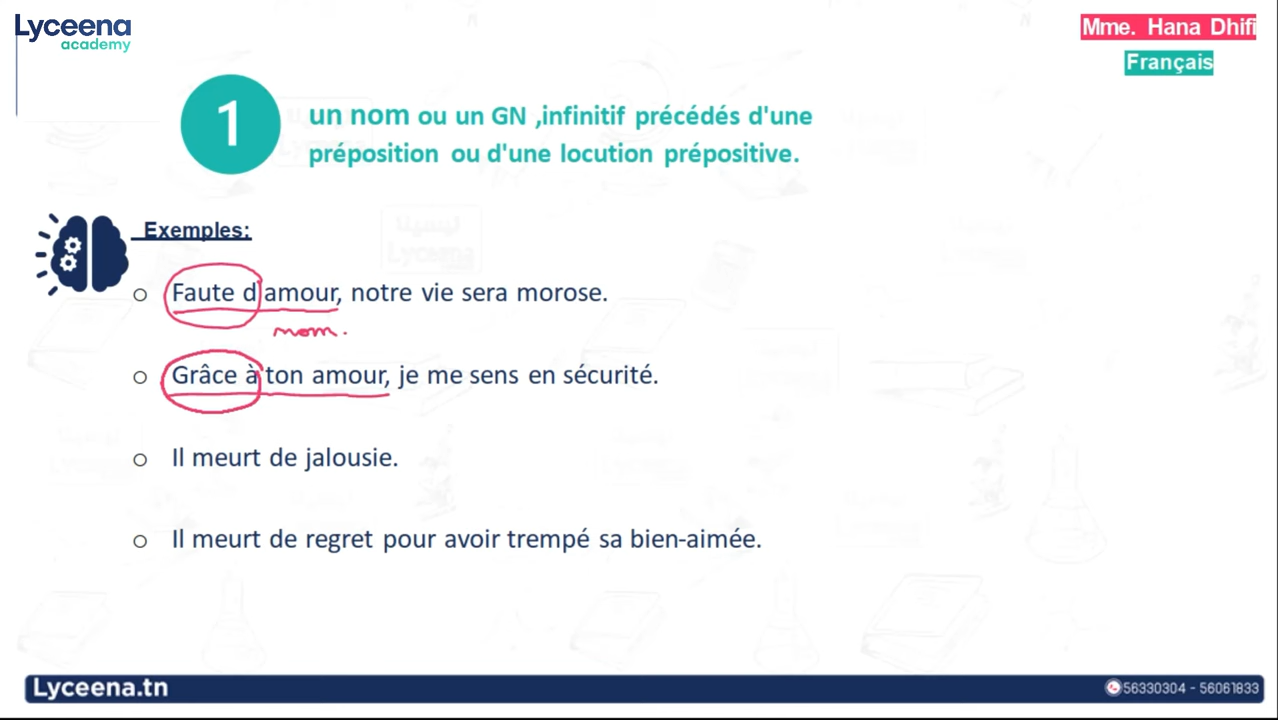 Lyceena
academy
Mme. Hana Dhifi
Français
1
un nom ou un GN ,infinitif précédés d'une
préposition ou d'une locution prépositive.
Exemples:
Faute d'amour, notre vie sera morose.
nom.
Grâce à ton amour, je me sens en sécurité.
Il meurt de jalousie.
Il meurt de regret pour avoir trempé sa bien-aimée.
Lyceena.tn
56330304 - 56061833